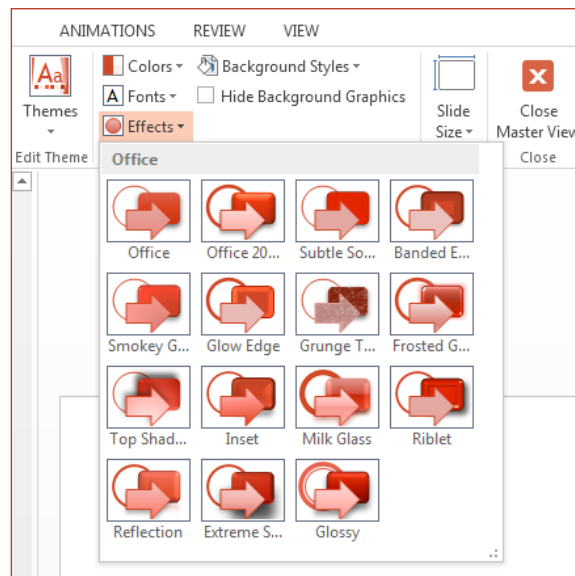 ANIMATIONS REVIEW VIEW
Aa Colors Background Styles
A Fonts Hide Background Graphics
Themes Effects Slide Size Close Master View
Edit Theme Close
Office
Office Office 20... Subtle So... Banded E...
Smokey G... Glow Edge Grunge T... Frosted G...
Top Shad... Inset Milk Glass Riblet
Reflection Extreme S... Glossy